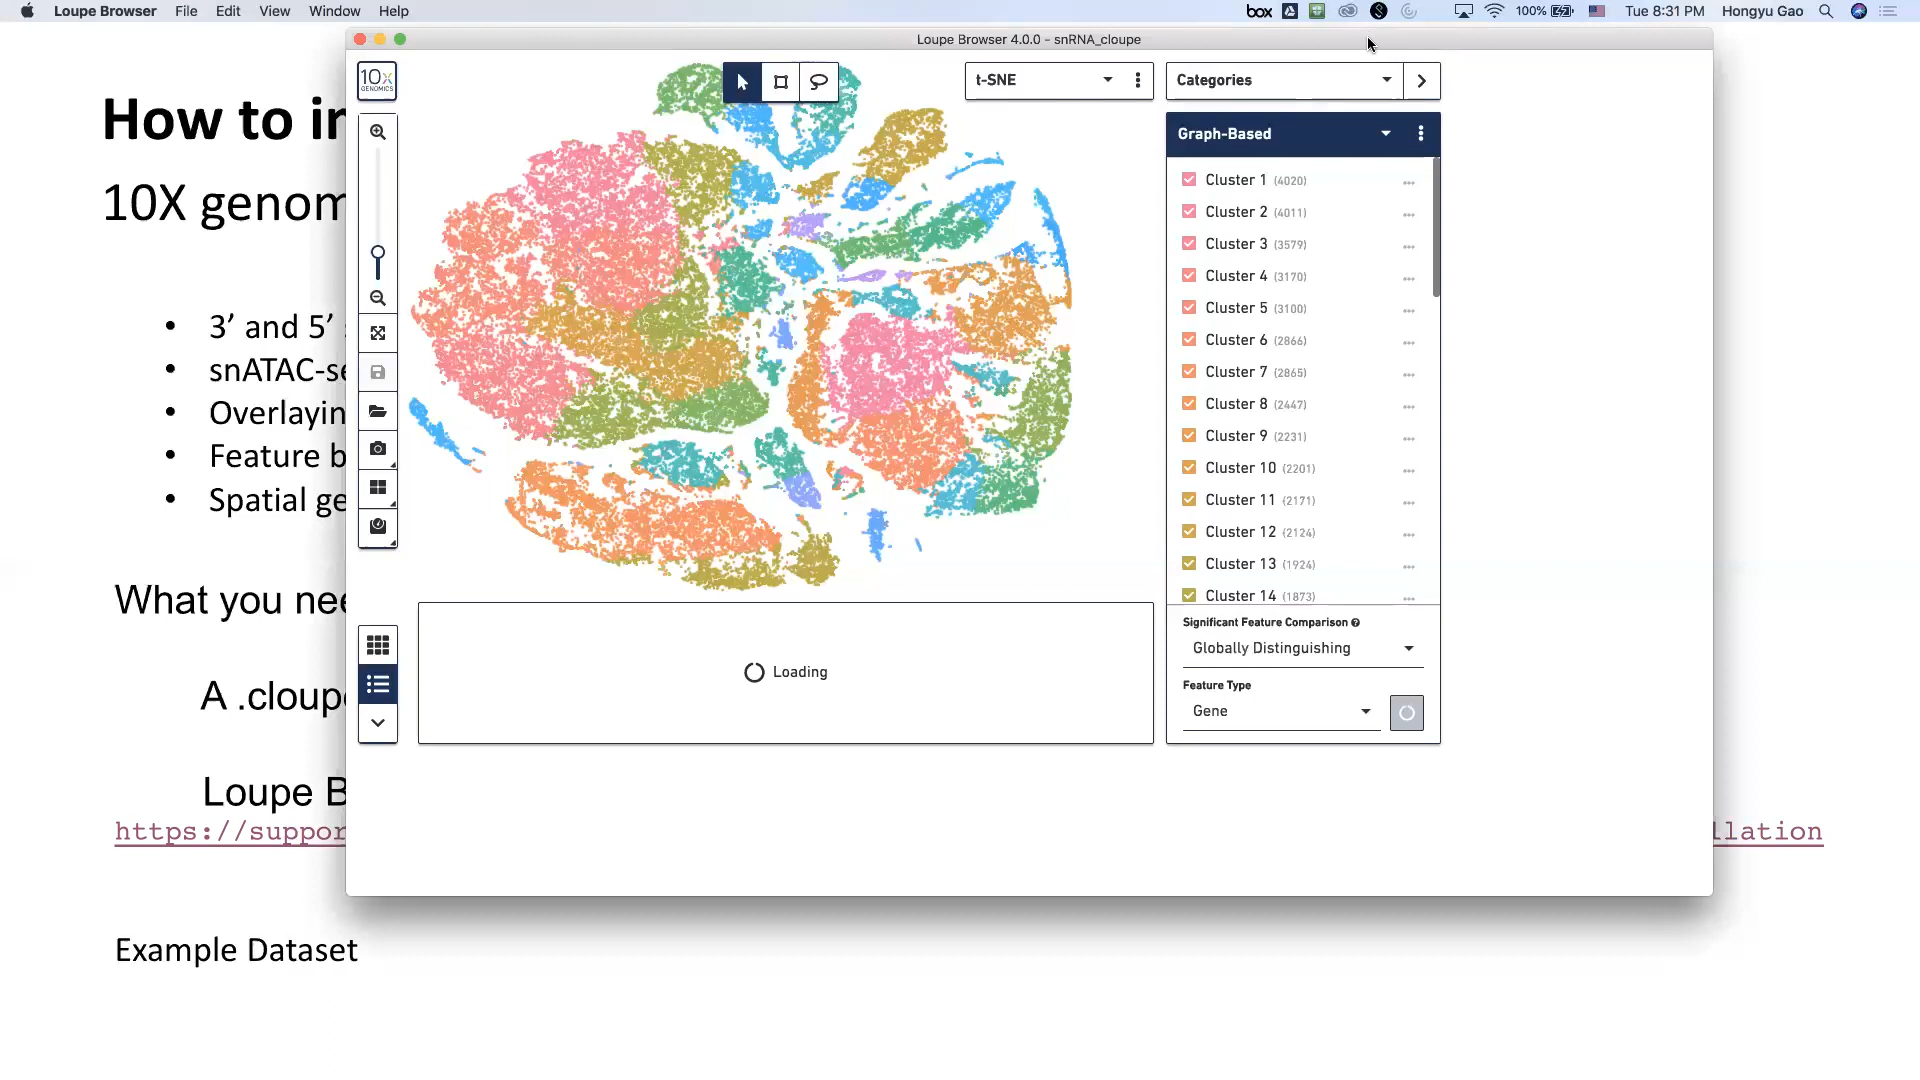 Loupe Browser File Edit View Window Help
box 100% Tue 8:31 PM Hongyu Gao
Loupe Browser 4.0.0 - snRNA_cloupe
10x
GENOMICS
t-SNE
Categories
Graph-Based
Cluster 1 (4020)
Cluster 2 (4011)
Cluster 3 (3579)
Cluster 4 (3170)
Cluster 5 (3100)
Cluster 6 (2866)
Cluster 7 (2865)
Cluster 8 (2447)
Cluster 9 (2231)
Cluster 10 (2201)
Cluster 11 (2171)
Cluster 12 (2124)
Cluster 13 (1924)
Cluster 14 (1873)
Significant Feature Comparison
Globally Distinguishing
Feature Type
Gene
Loading
How to in
10X genom
• 3’ and 5’ s
• snATAC-se
• Overlayin
• Feature b
• Spatial ge
What you nee
A .cloupe
Loupe B
https://suppor
llation
Example Dataset